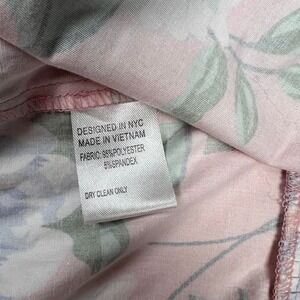 DESIGNED IN NYC
MADE IN VIETNAM
FABRIC: 95%POLYESTER
5%SPANDEX
DRY CLEAN ONLY